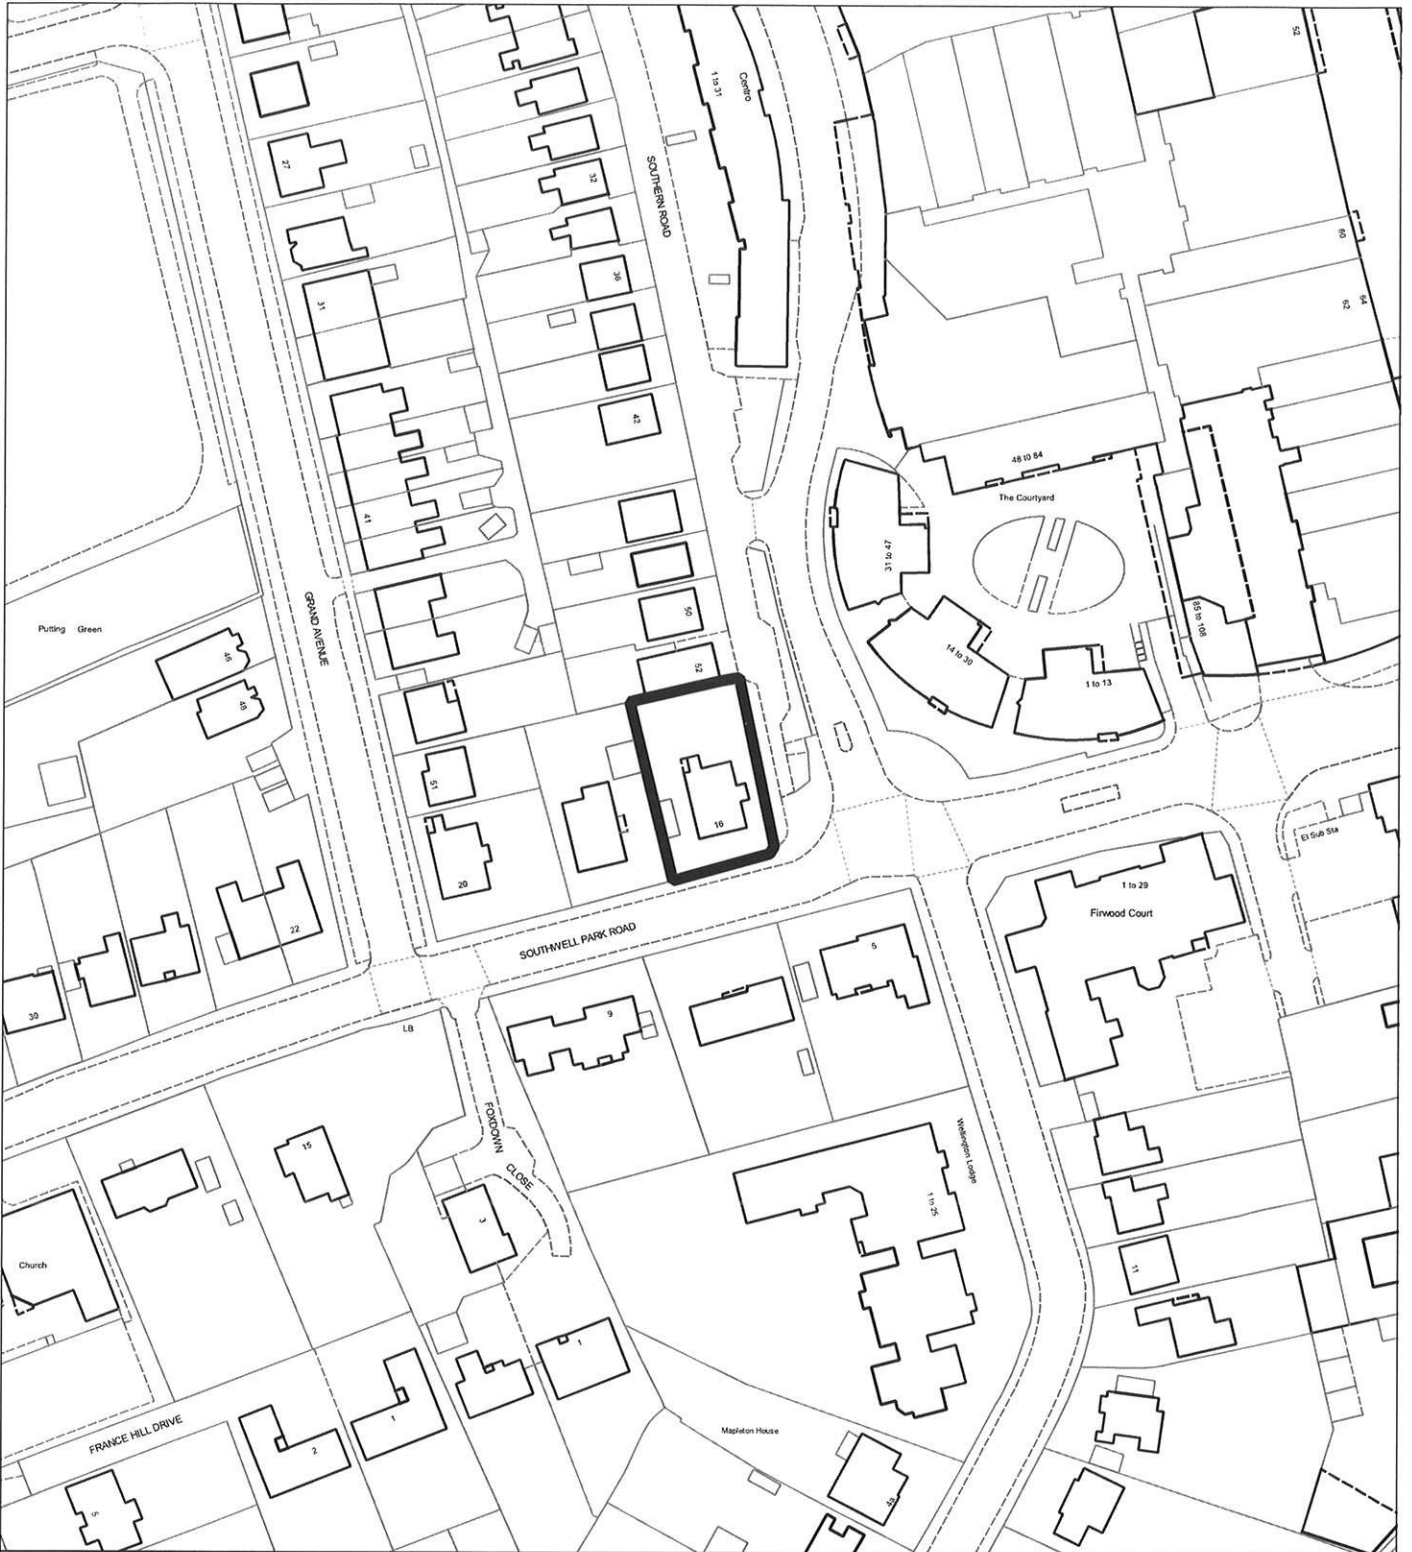 52
Centro
1 to 31
27
SOUTHERN ROAD
32
60
36
64
62
31
42
48 to 84
The Courtyard
41
31 to 47
GRAND AVENUE
50
85 to 108
Putting Green
46
14 to 30
52
1 to 13
48
51
16
El Sub Sta
20
1 to 29
Firwood Court
22
SOUTHWELL PARK ROAD
5
30
9
LB
FOXDOWN
CLOSE
15
Wellington Lodge
1 to 25
3
Church
11
1
1
FRANCE HILL DRIVE
2
Mapleton House
4a
5